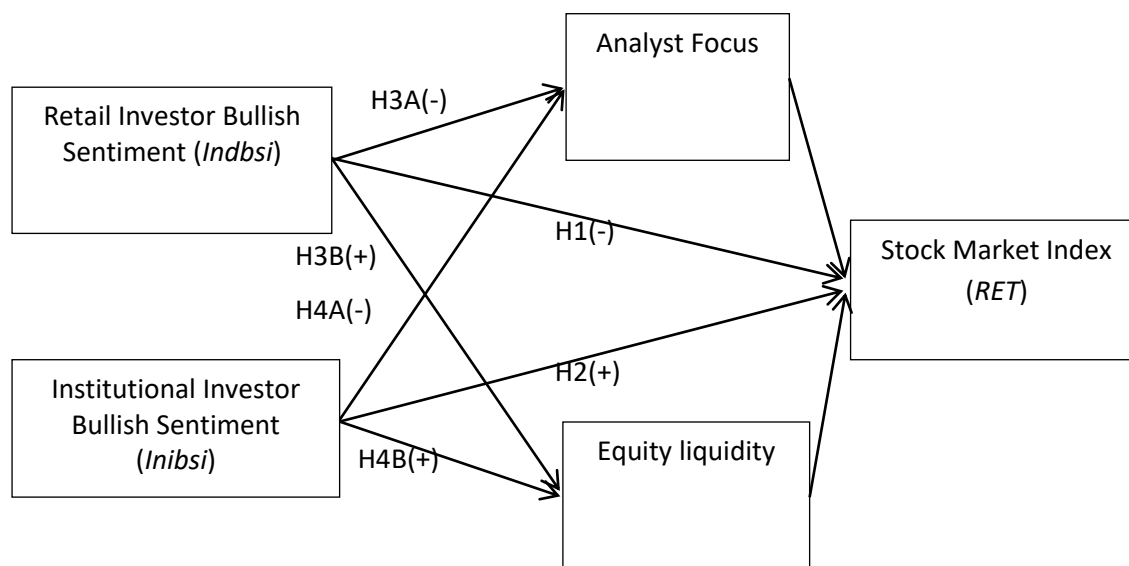 Analyst Focus
H3A(-)
Retail Investor Bullish
Sentiment (Indbsi)
H1(-)
H3B(+)
Stock Market Index
(RET)
H4A(-)
H2(+)
Institutional Investor
Bullish Sentiment
(Inibsi)
H4B(+)
Equity liquidity